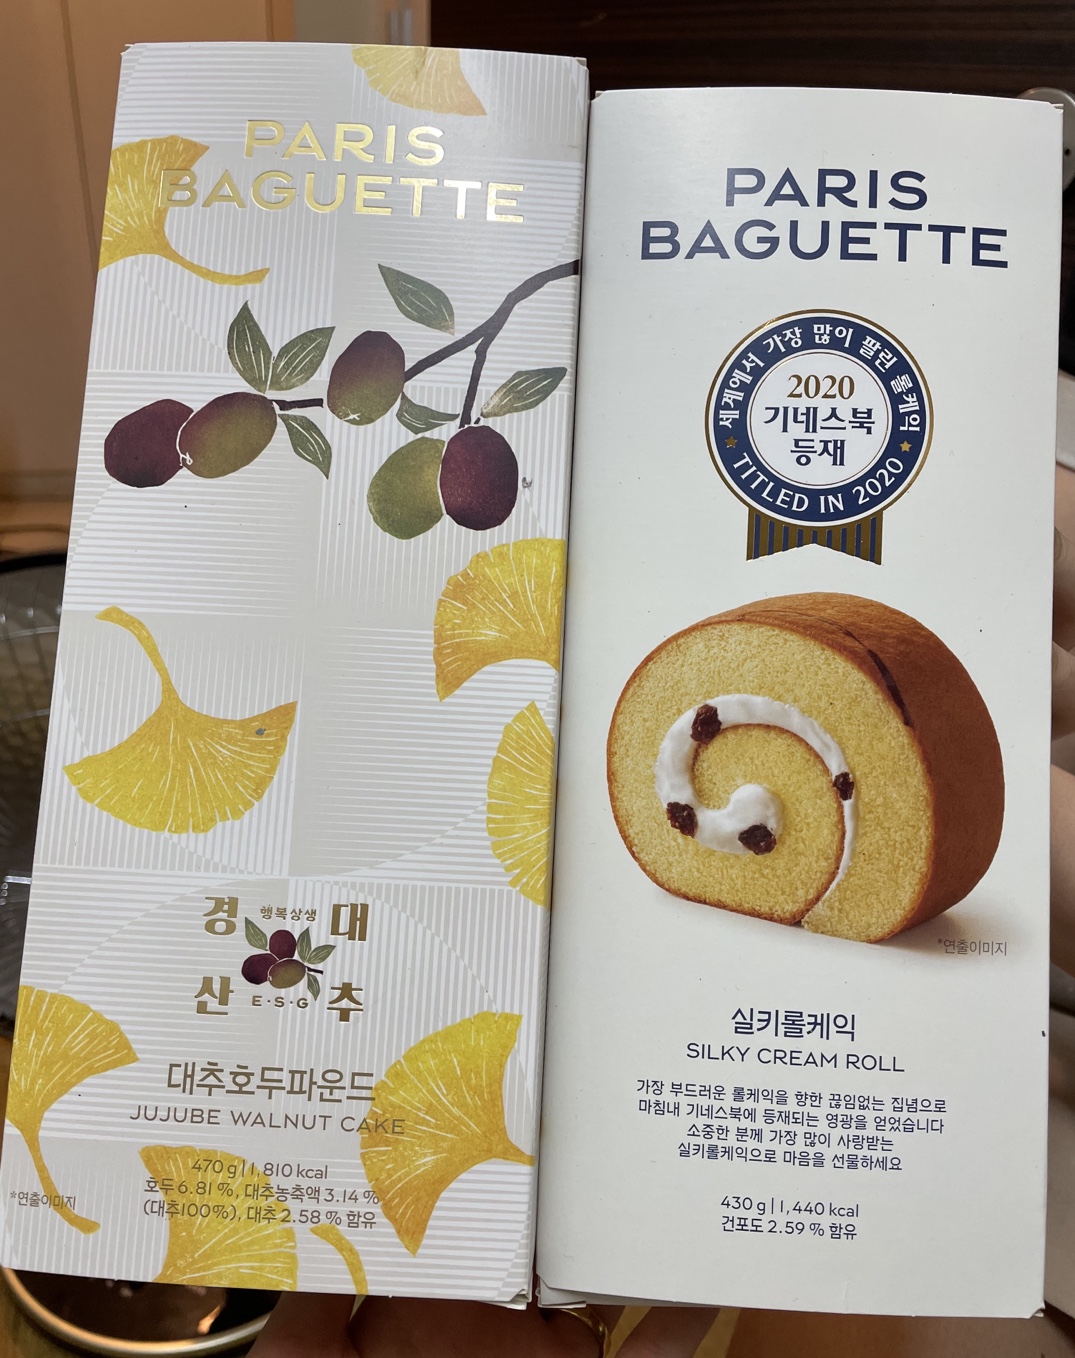 PARIS
BAGUETTE
경 행복상생 대
산 E·S·G 추
대추호두파운드
JUJUBE WALNUT CAKE
470 g | 1,810 kcal
호두 6.81 %, 대추농축액 3.14 %
(대추100%), 대추 2.58 % 함유
*연출이미지
PARIS
BAGUETTE
세계에서 가장 많이 팔린 롤케익
2020
기네스북
등재
TITLED IN 2020
*연출이미지
실키롤케익
SILKY CREAM ROLL
가장 부드러운 롤케익을 향한 끊임없는 집념으로
마침내 기네스북에 등재되는 영광을 얻었습니다
소중한 분께 가장 많이 사랑받는
실키롤케익으로 마음을 선물하세요
430 g | 1,440 kcal
건포도 2.59 % 함유